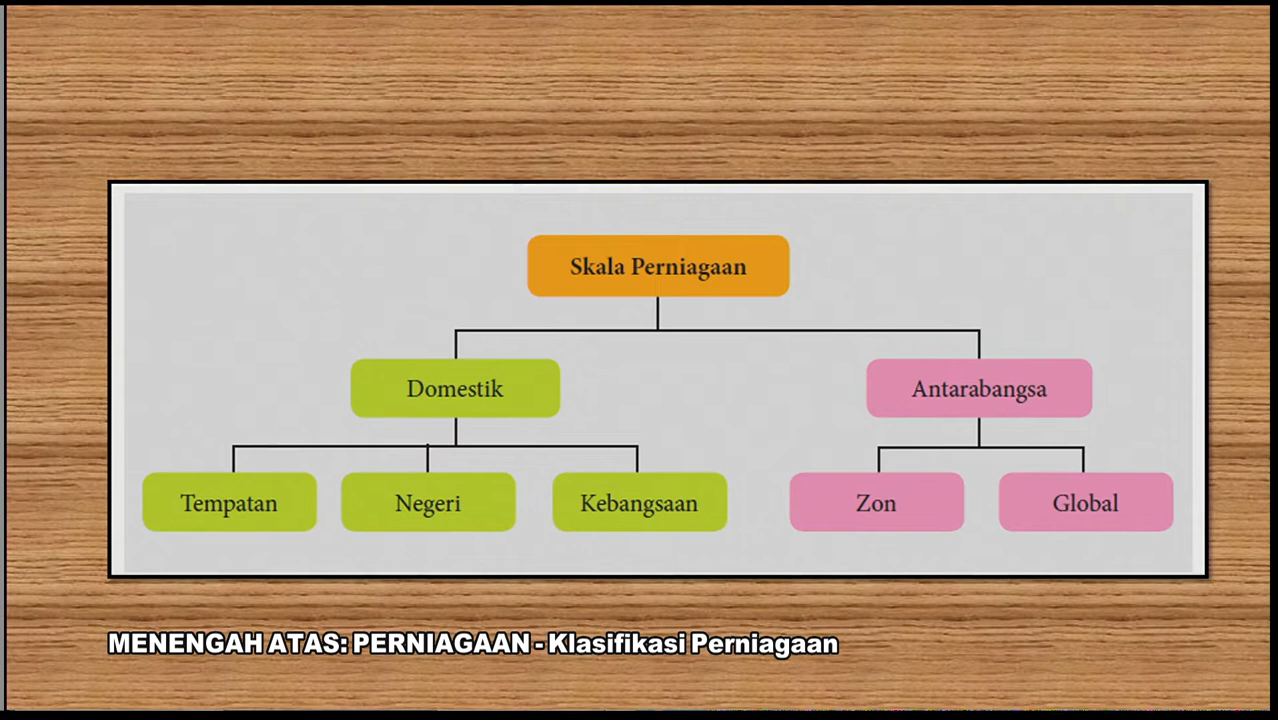 Skala Perniagaan
Domestik
Antarabangsa
Tempatan
Negeri
Kebangsaan
Zon
Global
MENENGAH ATAS: PERNIAGAAN - Klasifikasi Perniagaan